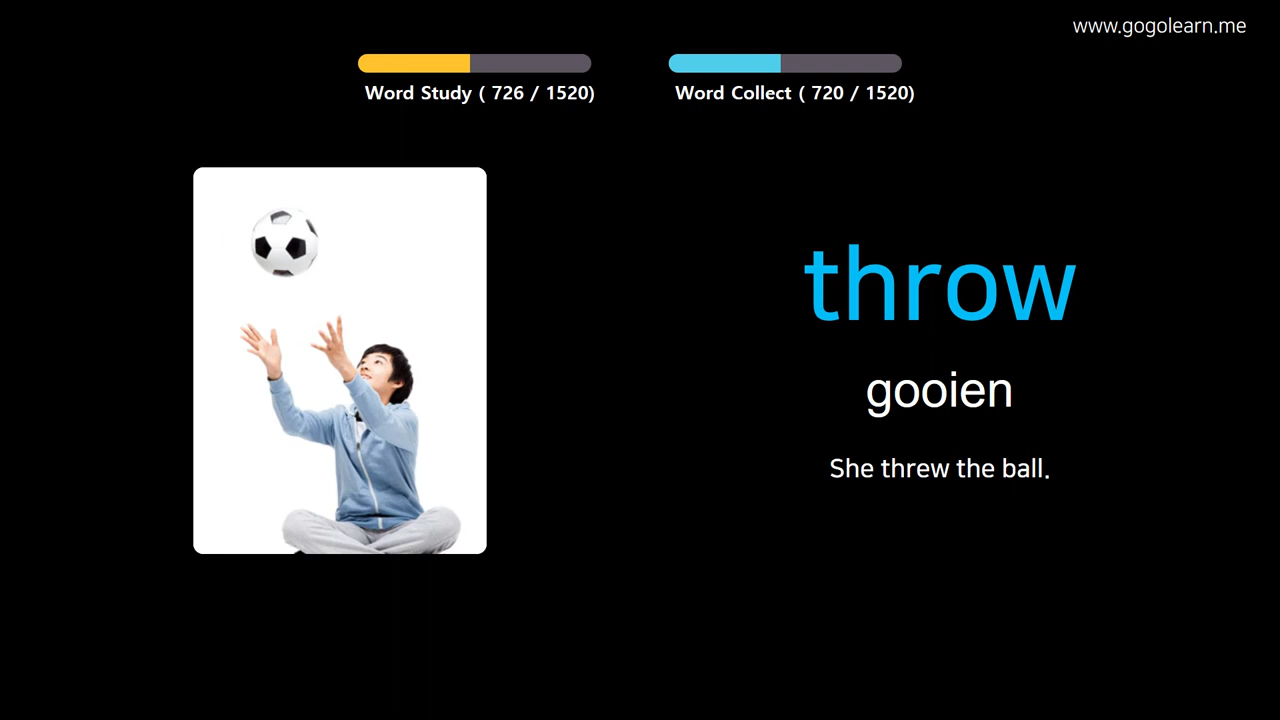 www.gogolearn.me
Word Study ( 726 / 1520)
Word Collect ( 720 / 1520)
throw
gooien
She threw the ball.